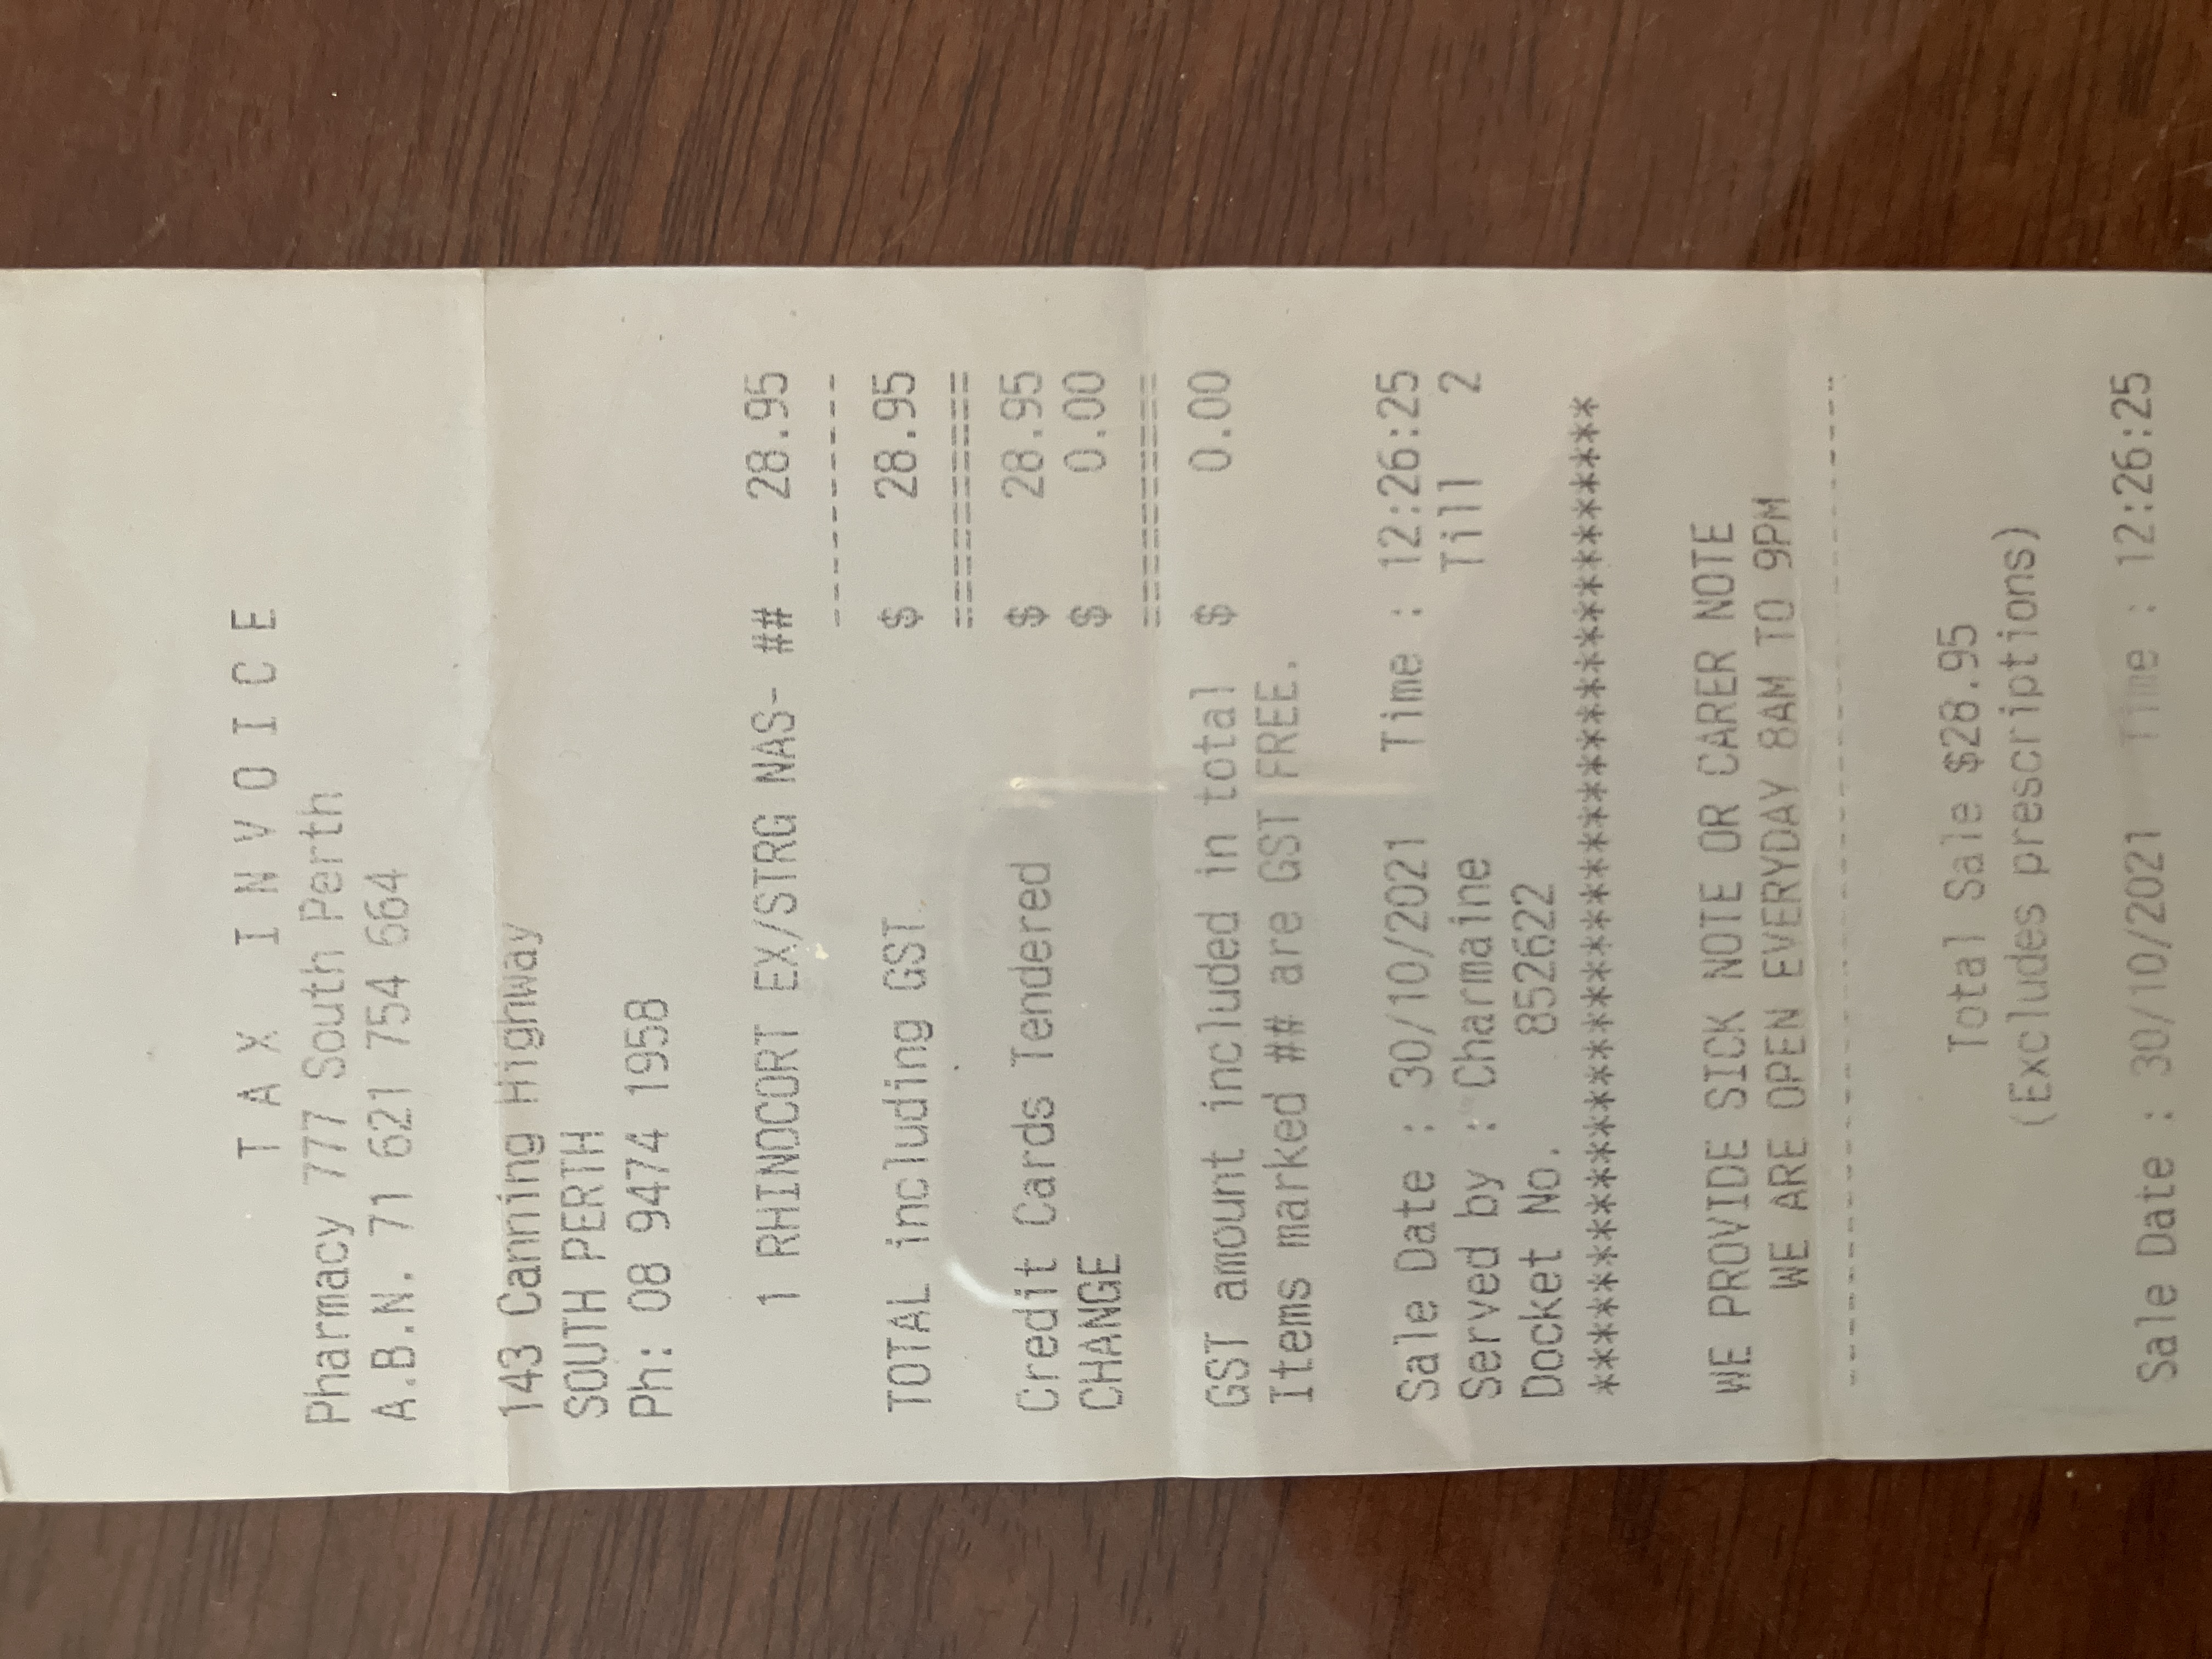 TAX INVOICE
Pharmacy 777 South Perth
A.B.N. 71 621 754 664
143 Canning Highway
SOUTH PERTH
Ph: 08 9474 1958
1 RHINOCORT EX/STRG NAS- ## 28.95
----------
TOTAL including GST $ 28.95
==========
Credit Cards Tendered $ 28.95
CHANGE $ 0.00
==========
GST amount included in total $ 0.00
Items marked ## are GST FREE.
Sale Date : 30/10/2021 Time : 12:26:25
Served by : Charmaine Till 2
Docket No. 852622
***************************************
WE PROVIDE SICK NOTE OR CARER NOTE
WE ARE OPEN EVERYDAY 8AM TO 9PM
---------------------------------------
Total Sale $28.95
(Excludes prescriptions)
Sale Date : 30/10/2021 Time : 12:26:25